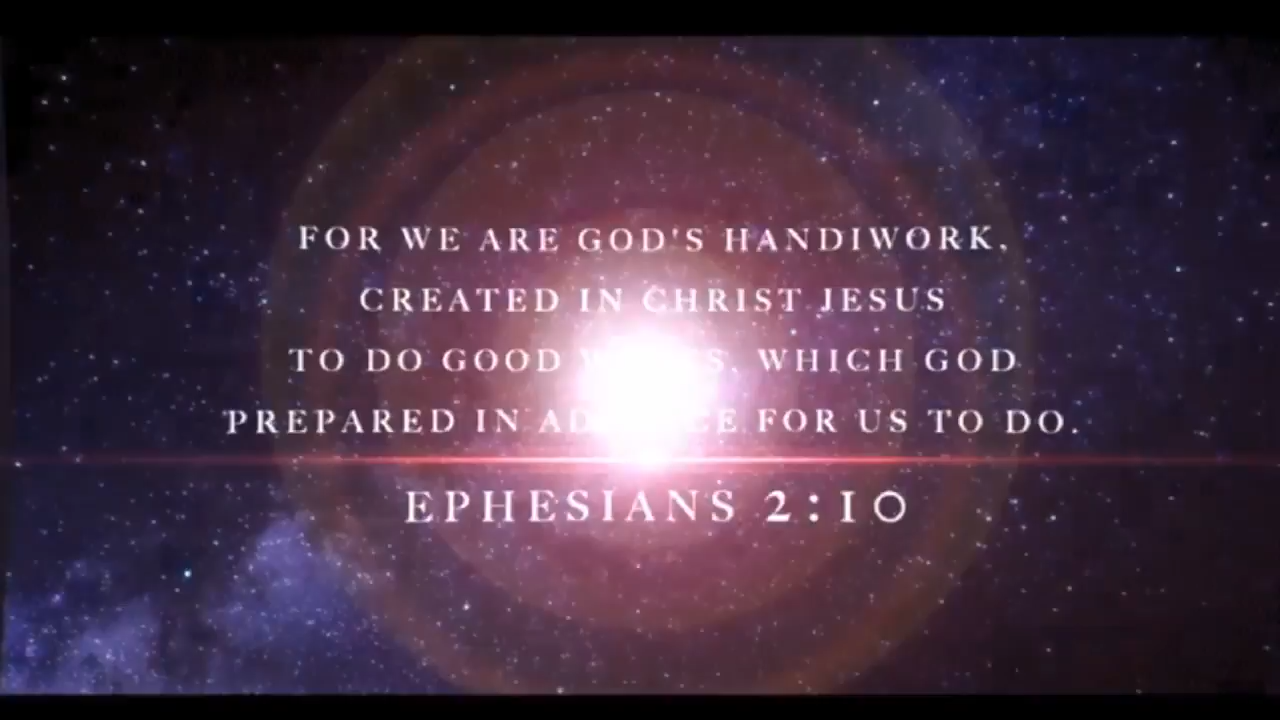 FOR WE ARE GOD'S HANDIWORK,
CREATED IN CHRIST JESUS
TO DO GOOD WHICH GOD
PREPARED IN FOR US TO DO.
EPHESIANS 2:10